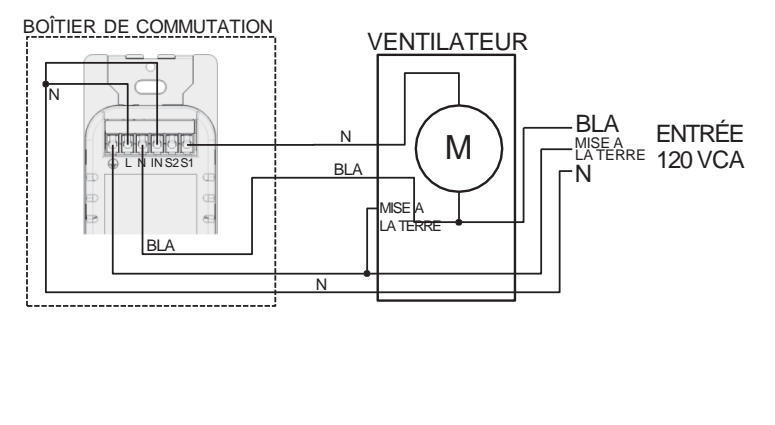 BOÎTIER DE COMMUTATION
VENTILATEUR
N
L N IN S2 S1
N
BLA
BLA
N
M
MISE A
LA TERRE
BLA
MISE A
LA TERRE
N
ENTRÉE
120 VCA